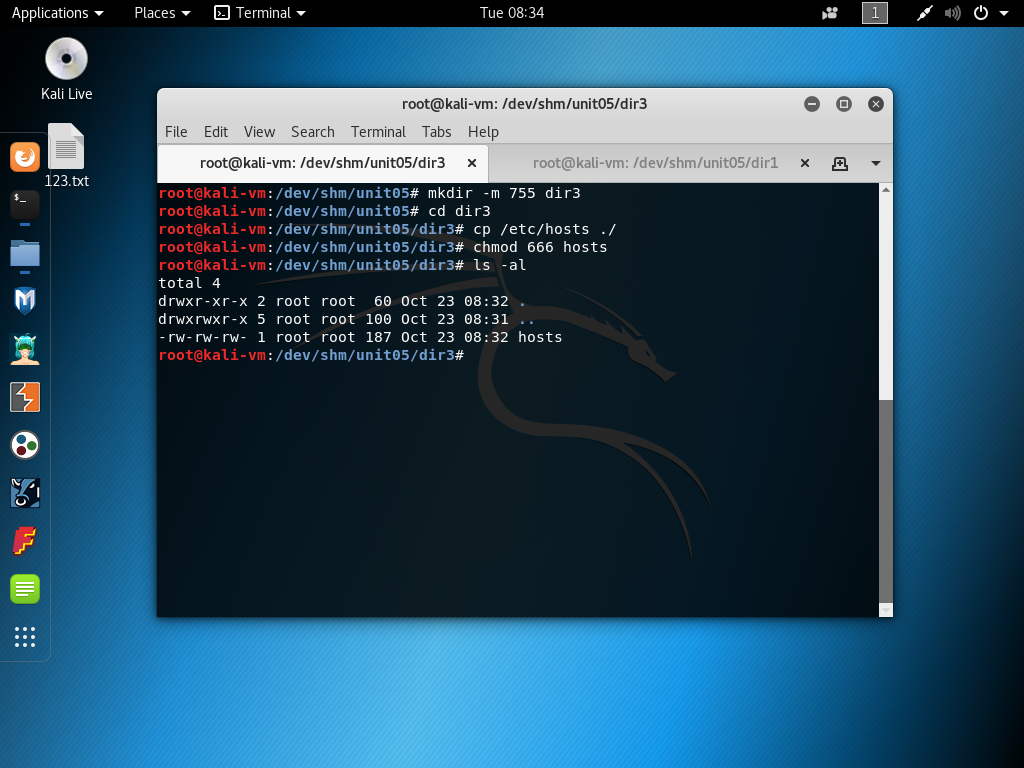 Applications Places Terminal Tue 08:34 1
Kali Live
123.txt
root@kali-vm: /dev/shm/unit05/dir3
File Edit View Search Terminal Tabs Help
root@kali-vm: /dev/shm/unit05/dir3 root@kali-vm: /dev/shm/unit05/dir1
root@kali-vm:/dev/shm/unit05# mkdir -m 755 dir3
root@kali-vm:/dev/shm/unit05# cd dir3
root@kali-vm:/dev/shm/unit05/dir3# cp /etc/hosts ./
root@kali-vm:/dev/shm/unit05/dir3# chmod 666 hosts
root@kali-vm:/dev/shm/unit05/dir3# ls -al
total 4
drwxr-xr-x 2 root root  60 Oct 23 08:32 .
drwxrwxr-x 5 root root 100 Oct 23 08:31 ..
-rw-rw-rw- 1 root root 187 Oct 23 08:32 hosts
root@kali-vm:/dev/shm/unit05/dir3#